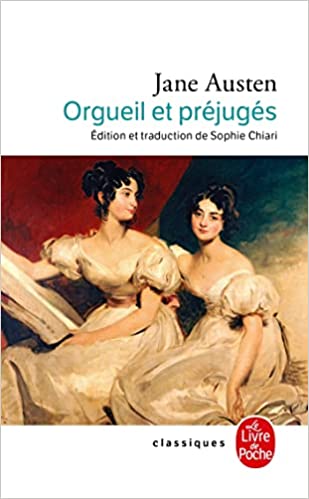 Jane Austen
Orgueil et préjugés
Édition et traduction de Sophie Chiari
classiques
Le
Livre
de Poche